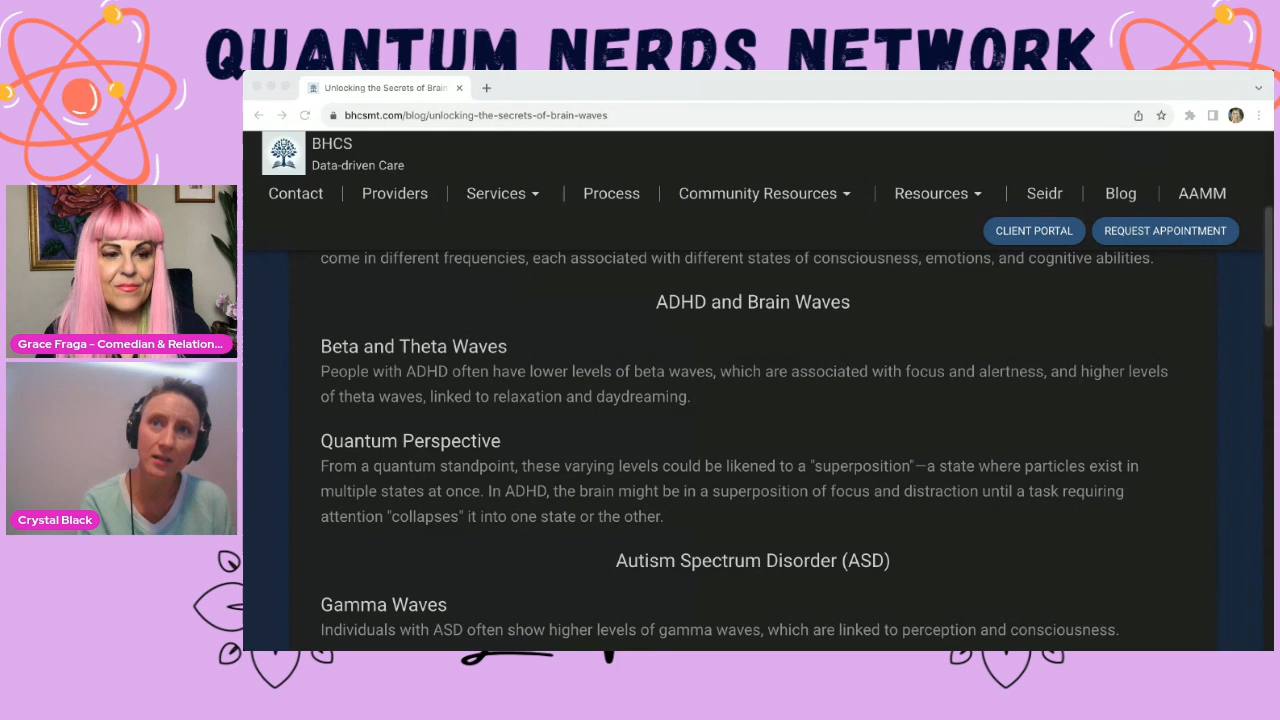 QUANTUM NERDS NETWORK
Unlocking the Secrets of Brain
bhcsmt.com/blog/unlocking-the-secrets-of-brain-waves
BHCS
Data-driven Care
Contact
Providers
Services
Process
Community Resources
Resources
Seidr
Blog
AAMM
CLIENT PORTAL
REQUEST APPOINTMENT
come in different frequencies, each associated with different states of consciousness, emotions, and cognitive abilities.
ADHD and Brain Waves
Beta and Theta Waves
People with ADHD often have lower levels of beta waves, which are associated with focus and alertness, and higher levels
of theta waves, linked to relaxation and daydreaming.
Quantum Perspective
From a quantum standpoint, these varying levels could be likened to a "superposition"—a state where particles exist in
multiple states at once. In ADHD, the brain might be in a superposition of focus and distraction until a task requiring
attention "collapses" it into one state or the other.
Autism Spectrum Disorder (ASD)
Gamma Waves
Individuals with ASD often show higher levels of gamma waves, which are linked to perception and consciousness.
Grace Fraga - Comedian & Relation...
Crystal Black